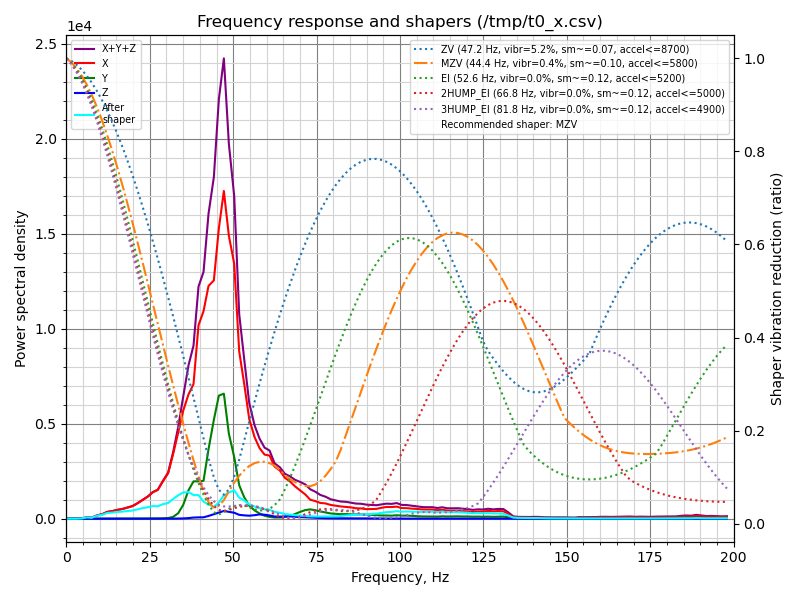 Frequency response and shapers (/tmp/t0_x.csv)
1e4
X+Y+Z
X
Y
Z
After
shaper
ZV (47.2 Hz, vibr=5.2%, sm~=0.07, accel<=8700)
MZV (44.4 Hz, vibr=0.4%, sm~=0.10, accel<=5800)
EI (52.6 Hz, vibr=0.0%, sm~=0.12, accel<=5200)
2HUMP_EI (66.8 Hz, vibr=0.0%, sm~=0.12, accel<=5000)
3HUMP_EI (81.8 Hz, vibr=0.0%, sm~=0.12, accel<=4900)
Recommended shaper: MZV
Power spectral density
2.5
2.0
1.5
1.0
0.5
0.0
1.0
0.8
0.6
0.4
0.2
0.0
Shaper vibration reduction (ratio)
0 25 50 75 100 125 150 175 200
Frequency, Hz